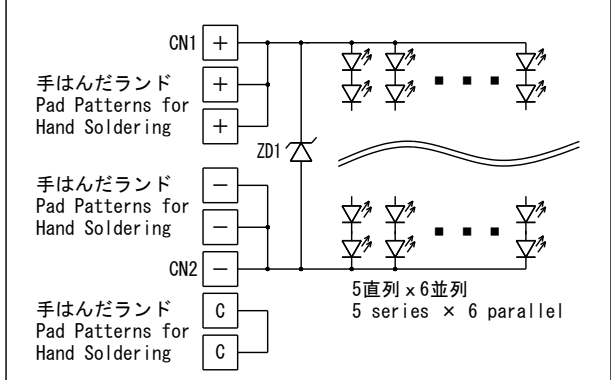 CN1 +
手はんだランド
Pad Patterns for
Hand Soldering
+
+
ZD1
手はんだランド
Pad Patterns for
Hand Soldering
−
−
CN2 −
5直列 x 6並列
5 series × 6 parallel
手はんだランド
Pad Patterns for
Hand Soldering
C
C